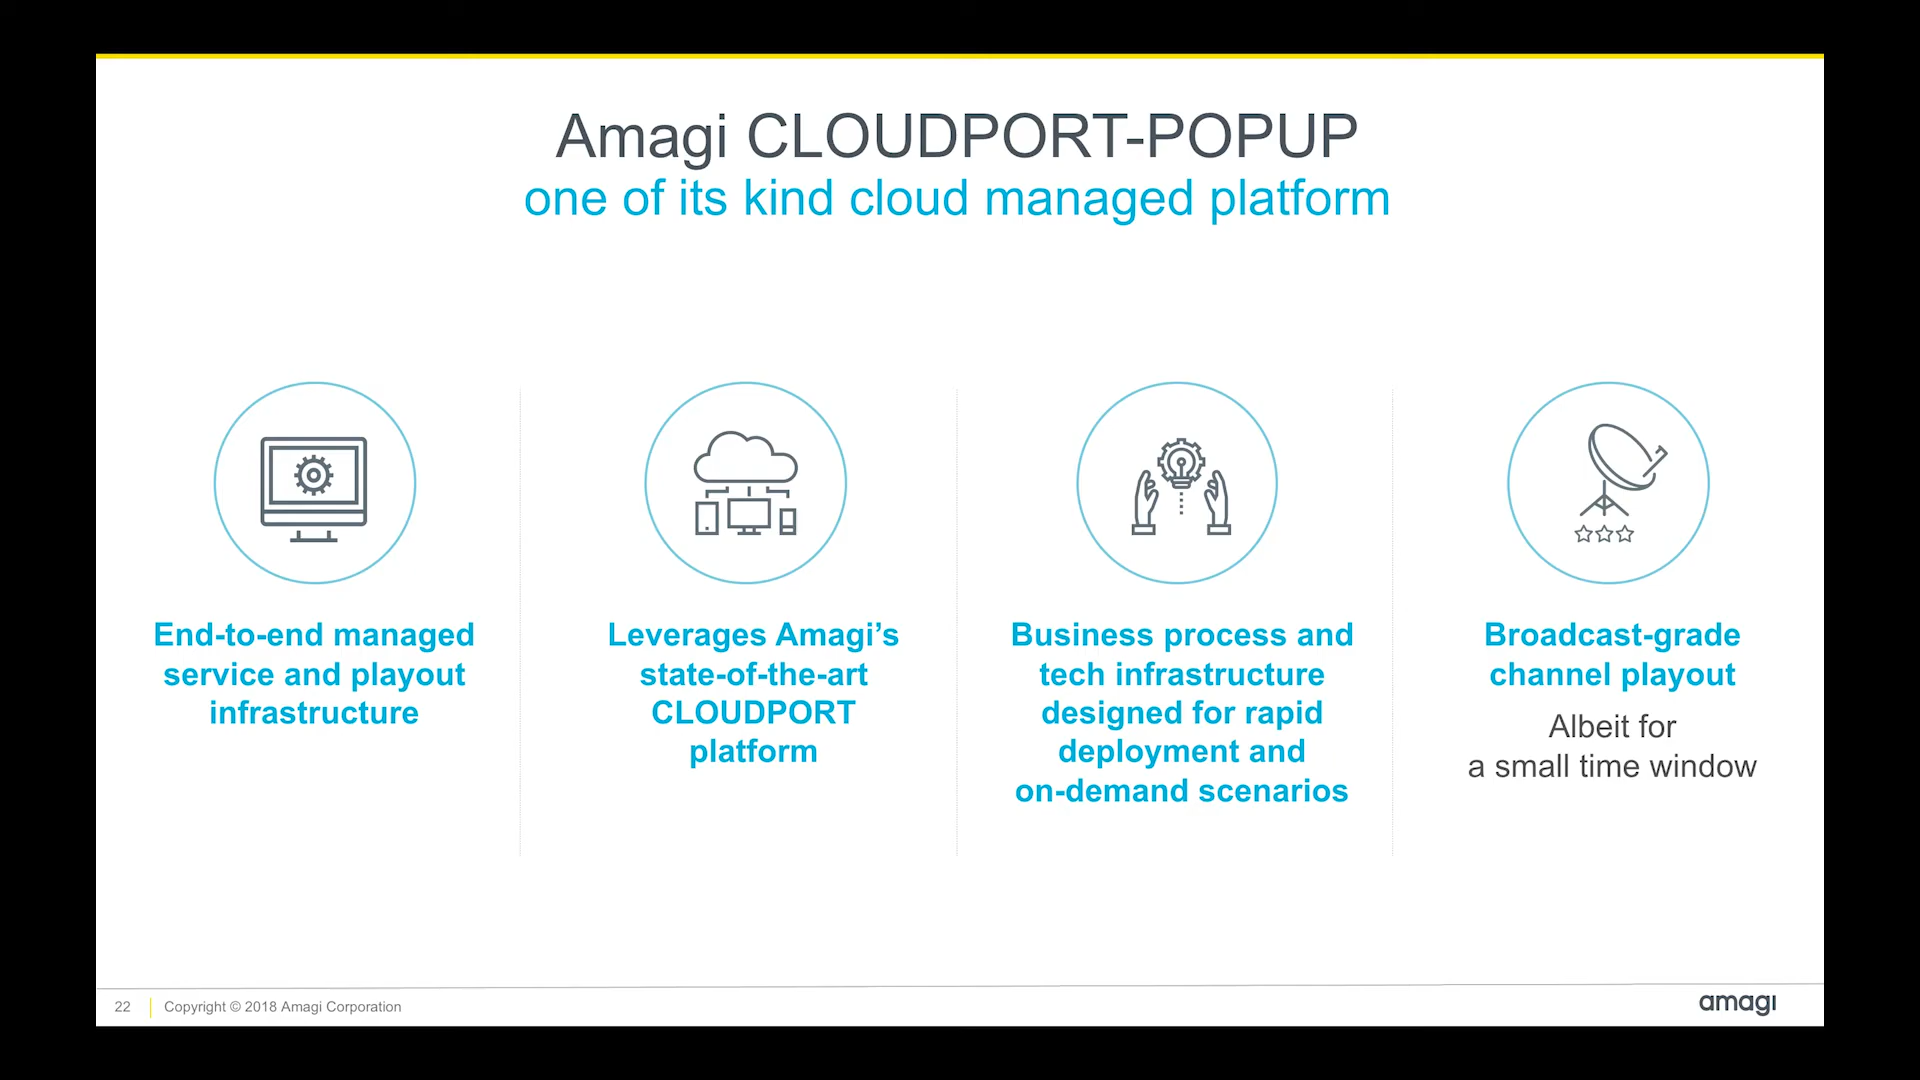 Amagi CLOUDPORT-POPUP
one of its kind cloud managed platform
End-to-end managed
service and playout
infrastructure
Leverages Amagi’s
state-of-the-art
CLOUDPORT
platform
Business process and
tech infrastructure
designed for rapid
deployment and
on-demand scenarios
Broadcast-grade
channel playout
Albeit for
a small time window
22
Copyright © 2018 Amagi Corporation
amagi